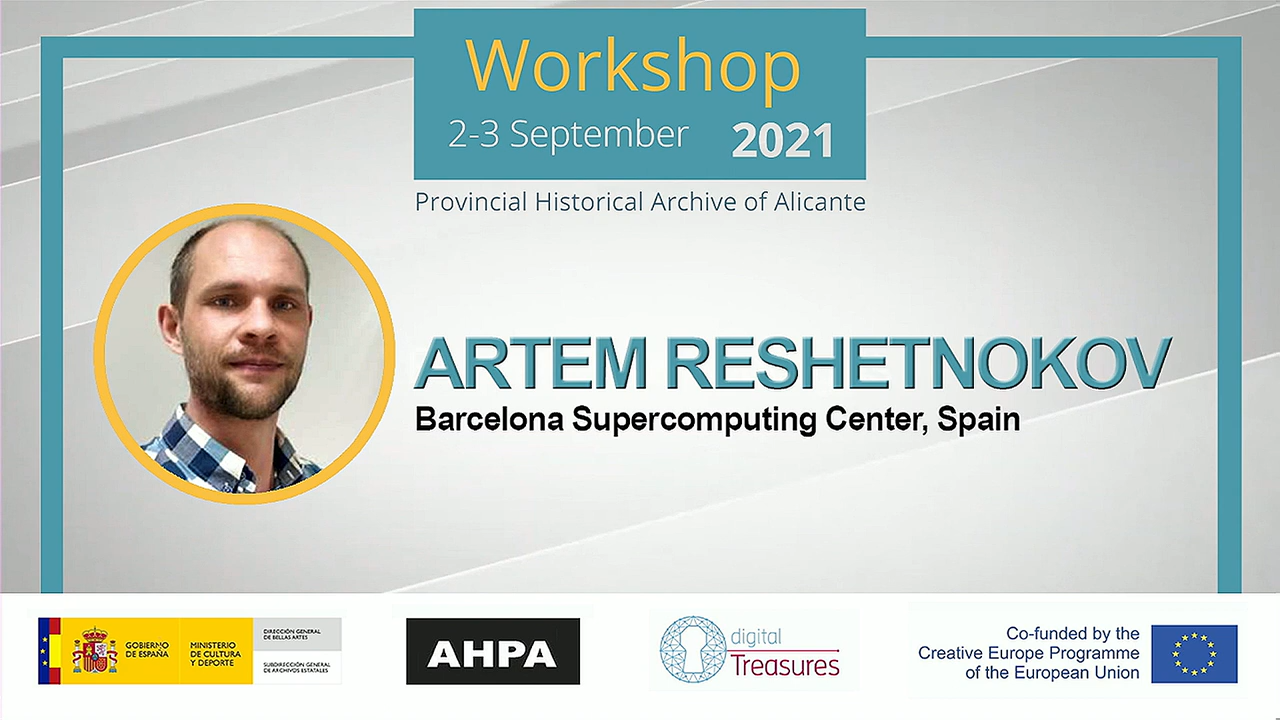 Workshop
2-3 September 2021
Provincial Historical Archive of Alicante
ARTEM RESHETNOKOV
Barcelona Supercomputing Center, Spain
GOBIERNO
DE ESPAÑA
MINISTERIO
DE CULTURA
Y DEPORTE
DIRECCIÓN GENERAL
DE BELLAS ARTES
SUBDIRECCIÓN GENERAL
DE ARCHIVOS ESTATALES
AHPA
digital
Treasures
Co-funded by the
Creative Europe Programme
of the European Union